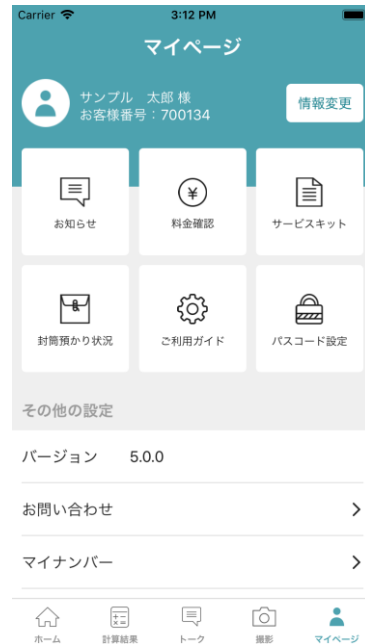 Carrier 3:12 PM
マイページ
サンプル 太郎 様
お客様番号：700134
情報変更
お知らせ
料金確認
サービスキット
封筒預かり状況
ご利用ガイド
パスコード設定
その他の設定
バージョン 5.0.0
お問い合わせ
マイナンバー
ホーム
計算結果
トーク
撮影
マイページ